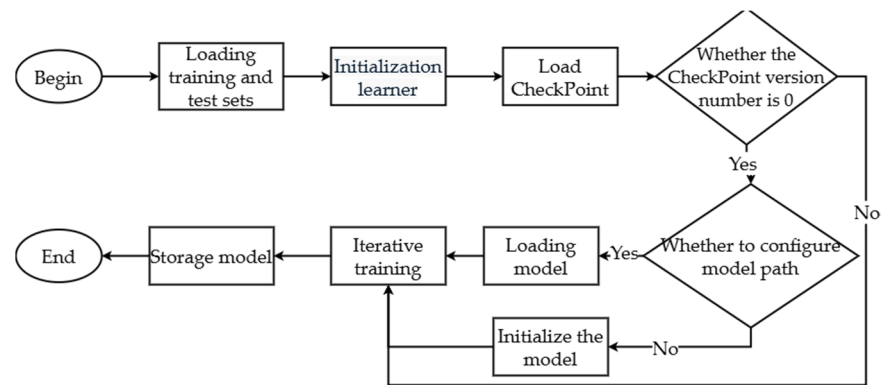 Begin
Loading
training and
test sets
Initialization
learner
Load
CheckPoint
Whether the
CheckPoint version
number is 0
Yes
No
Whether to configure
model path
Yes
Loading
model
Iterative
training
Storage model
End
No
Initialize the
model